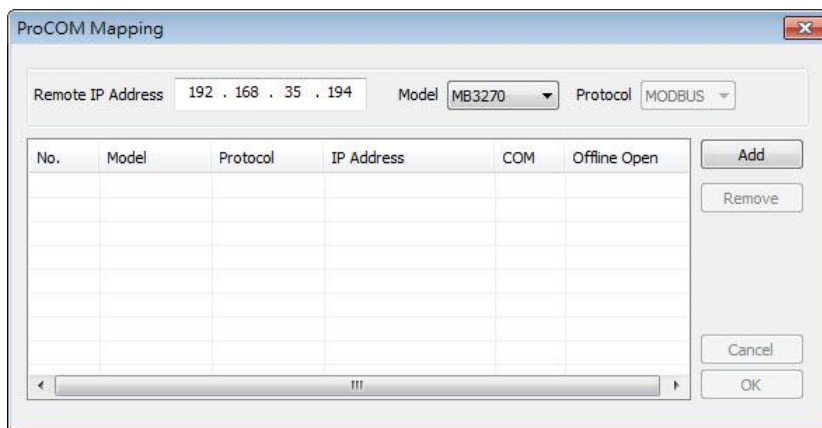 ProCOM Mapping
Remote IP Address 192 . 168 . 35 . 194 Model MB3270 Protocol MODBUS
No. Model Protocol IP Address COM Offline Open
Add
Remove
Cancel
OK